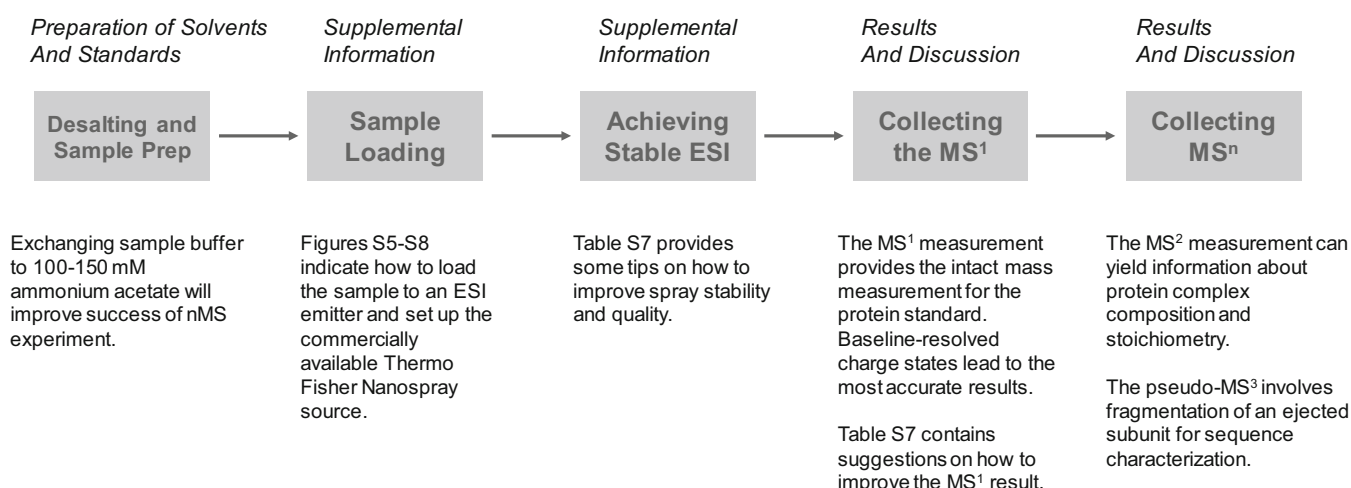 Preparation of Solvents
And Standards
Supplemental
Information
Supplemental
Information
Results
And Discussion
Results
And Discussion
Desalting and
Sample Prep
Sample
Loading
Achieving
Stable ESI
Collecting
the MS¹
Collecting
MSⁿ
Exchanging sample buffer
to 100-150 mM
ammonium acetate will
improve success of nMS
experiment.
Figures S5-S8
indicate how to load
the sample to an ESI
emitter and set up the
commercially
available Thermo
Fisher Nanospray
source.
Table S7 provides
some tips on how to
improve spray stability
and quality.
The MS¹ measurement
provides the intact mass
measurement for the
protein standard.
Baseline-resolved
charge states lead to the
most accurate results.
Table S7 contains
suggestions on how to
improve the MS¹ result.
The MS² measurement can
yield information about
protein complex
composition and
stoichiometry.
The pseudo-MS³ involves
fragmentation of an ejected
subunit for sequence
characterization.